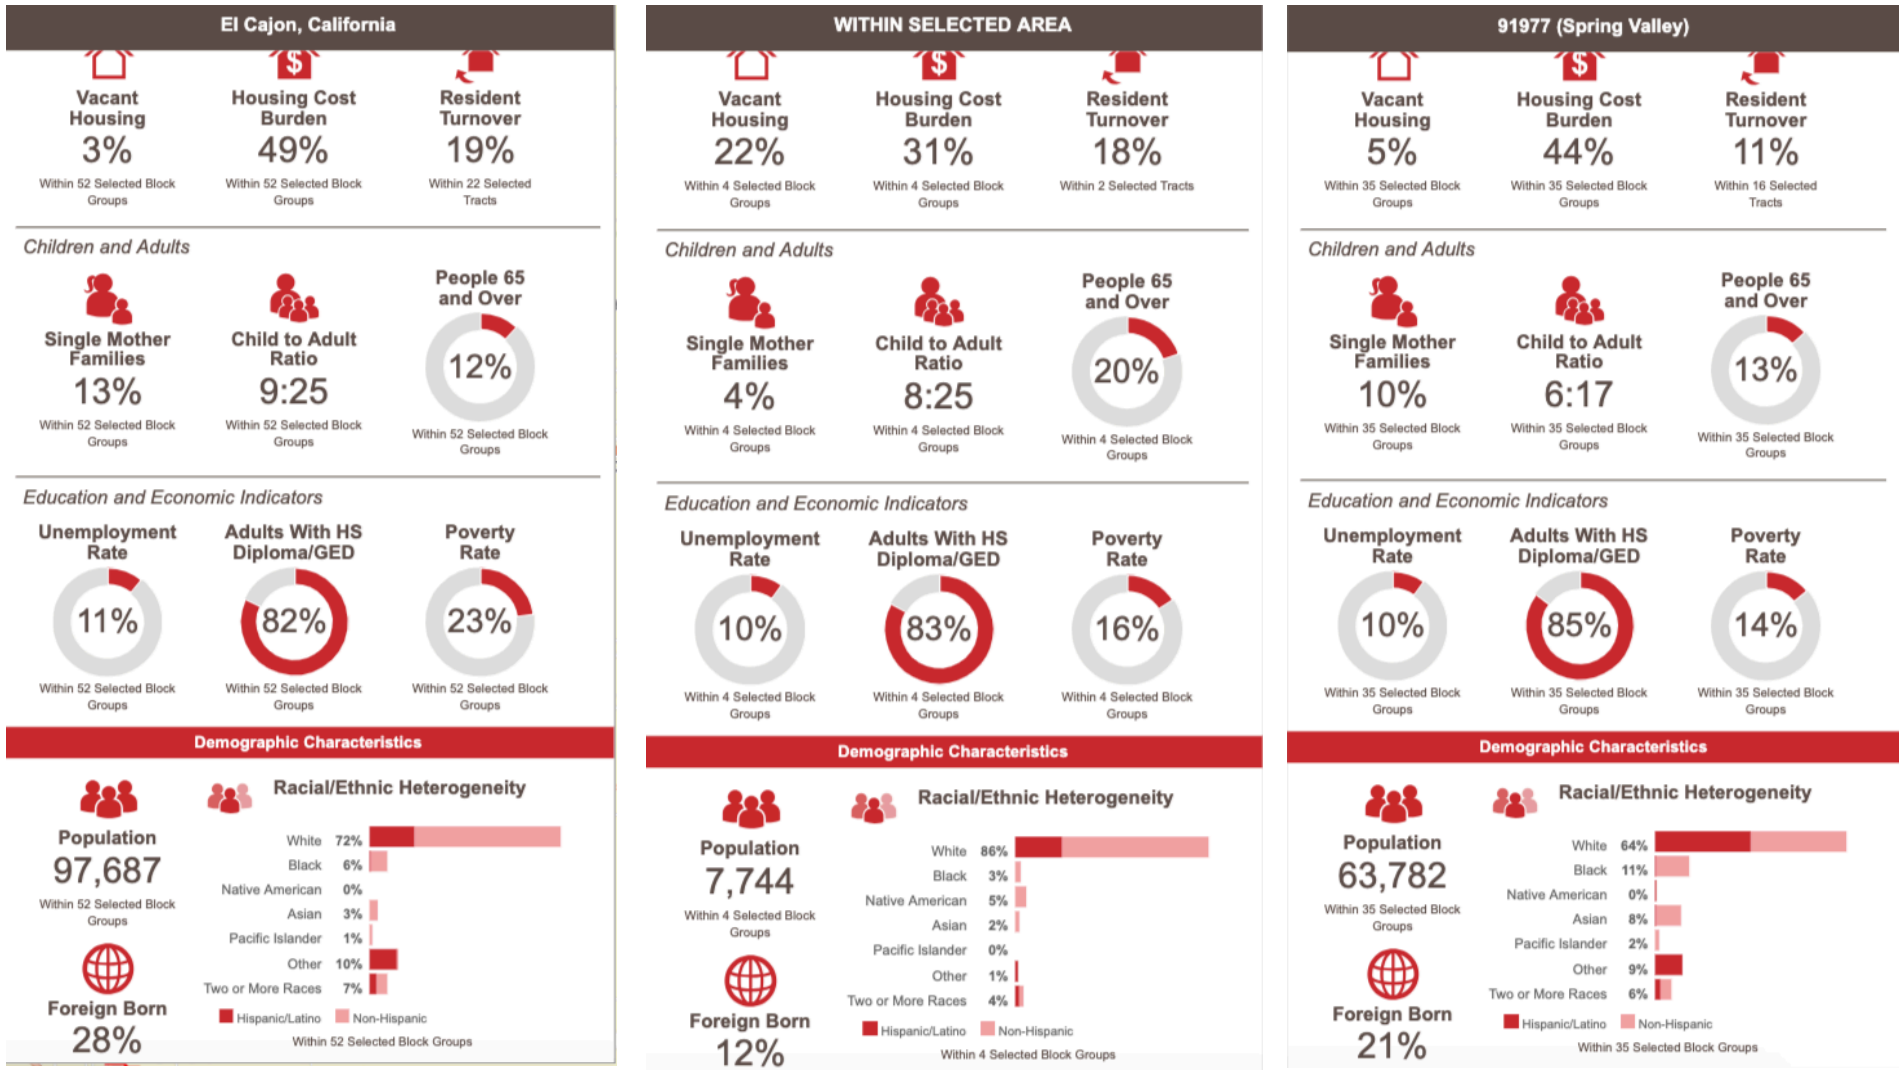 El Cajon, California
Vacant Housing
Housing Cost Burden
Resident Turnover
3%
49%
19%
Within 52 Selected Block Groups
Within 52 Selected Block Groups
Within 22 Selected Tracts
Children and Adults
Single Mother Families
13%
Within 52 Selected Block Groups
Child to Adult Ratio
9:25
Within 52 Selected Block Groups
People 65 and Over
12%
Within 52 Selected Block Groups
Education and Economic Indicators
Unemployment Rate
11%
Within 52 Selected Block Groups
Adults With HS Diploma/GED
82%
Within 52 Selected Block Groups
Poverty Rate
23%
Within 52 Selected Block Groups
Demographic Characteristics
Population
97,687
Within 52 Selected Block Groups
Foreign Born
28%
Racial/Ethnic Heterogeneity
White 72%
Black 6%
Native American 0%
Asian 3%
Pacific Islander 1%
Other 10%
Two or More Races 7%
Hispanic/Latino Non-Hispanic
Within 52 Selected Block Groups
WITHIN SELECTED AREA
Vacant Housing
Housing Cost Burden
Resident Turnover
22%
31%
18%
Within 4 Selected Block Groups
Within 4 Selected Block Groups
Within 2 Selected Tracts
Children and Adults
Single Mother Families
4%
Within 4 Selected Block Groups
Child to Adult Ratio
8:25
Within 4 Selected Block Groups
People 65 and Over
20%
Within 4 Selected Block Groups
Education and Economic Indicators
Unemployment Rate
10%
Within 4 Selected Block Groups
Adults With HS Diploma/GED
83%
Within 4 Selected Block Groups
Poverty Rate
16%
Within 4 Selected Block Groups
Demographic Characteristics
Population
7,744
Within 4 Selected Block Groups
Foreign Born
12%
Racial/Ethnic Heterogeneity
White 86%
Black 3%
Native American 5%
Asian 2%
Pacific Islander 0%
Other 1%
Two or More Races 4%
Hispanic/Latino Non-Hispanic
Within 4 Selected Block Groups
91977 (Spring Valley)
Vacant Housing
Housing Cost Burden
Resident Turnover
5%
44%
11%
Within 35 Selected Block Groups
Within 35 Selected Block Groups
Within 16 Selected Tracts
Children and Adults
Single Mother Families
10%
Within 35 Selected Block Groups
Child to Adult Ratio
6:17
Within 35 Selected Block Groups
People 65 and Over
13%
Within 35 Selected Block Groups
Education and Economic Indicators
Unemployment Rate
10%
Within 35 Selected Block Groups
Adults With HS Diploma/GED
85%
Within 35 Selected Block Groups
Poverty Rate
14%
Within 35 Selected Block Groups
Demographic Characteristics
Population
63,782
Within 35 Selected Block Groups
Foreign Born
21%
Racial/Ethnic Heterogeneity
White 64%
Black 11%
Native American 0%
Asian 8%
Pacific Islander 2%
Other 9%
Two or More Races 6%
Hispanic/Latino Non-Hispanic
Within 35 Selected Block Groups